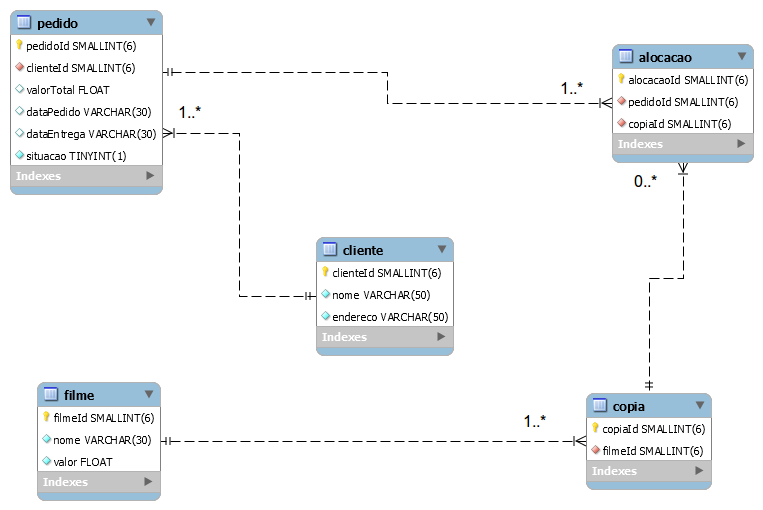 pedido
pedidoId SMALLINT(6)
clienteId SMALLINT(6)
valorTotal FLOAT
dataPedido VARCHAR(30)
dataEntrega VARCHAR(30)
situacao TINYINT(1)
Indexes
1..*
1..*
alocacao
alocacaoId SMALLINT(6)
pedidoId SMALLINT(6)
copiaId SMALLINT(6)
Indexes
0..*
cliente
clienteId SMALLINT(6)
nome VARCHAR(50)
endereco VARCHAR(50)
Indexes
filme
filmeId SMALLINT(6)
nome VARCHAR(30)
valor FLOAT
Indexes
1..*
copia
copiaId SMALLINT(6)
filmeId SMALLINT(6)
Indexes